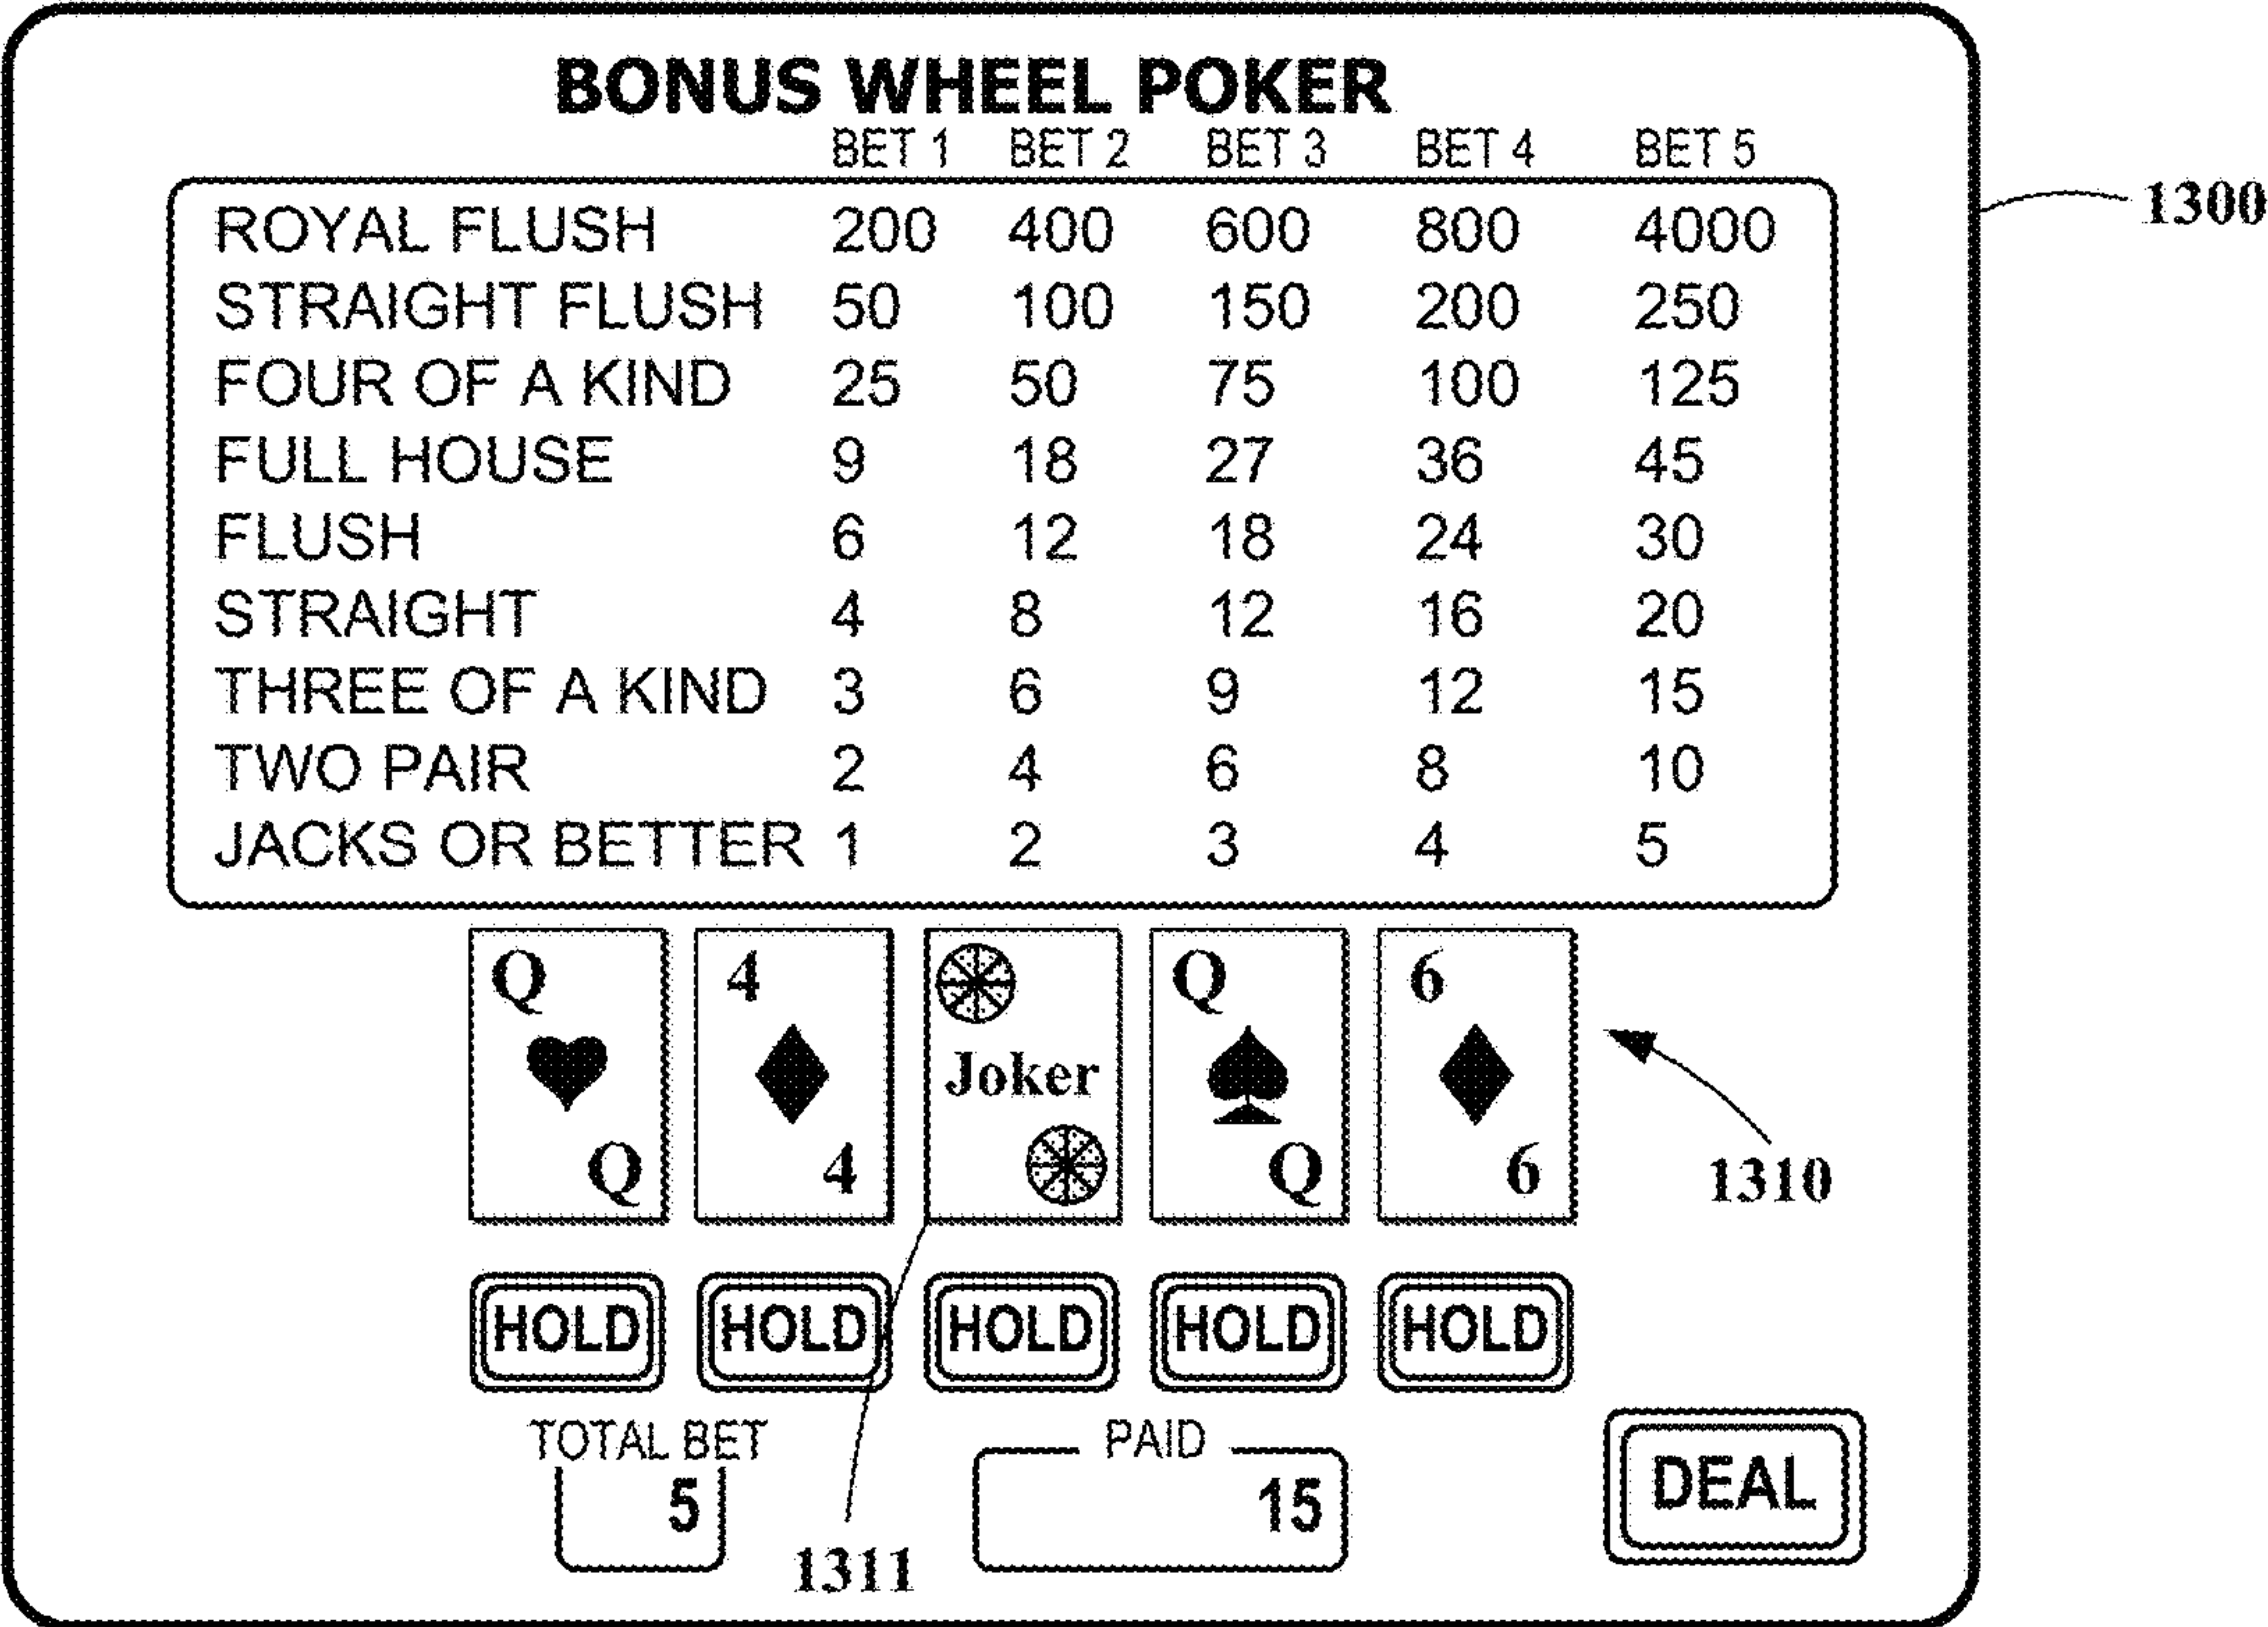 BONUS WHEEL POKER
BET 1 BET 2 BET 3 BET 4 BET 5
ROYAL FLUSH 200 400 600 800 4000
1300
STRAIGHT FLUSH 50 100 150 200 250
FOUR OF A KIND 25 50 75 100 125
FULL HOUSE 9 18 27 36 45
FLUSH 6 12 18 24 30
STRAIGHT 4 8 12 16 20
THREE OF A KIND 3 6 9 12 15
TWO PAIR 2 4 6 8 10
JACKS OR BETTER 1 2 3 4 5
Q 4 Q 6
Joker
Q 4 Q 6
1310
HOLD HOLD HOLD HOLD HOLD
TOTAL BET PAID
5 15 DEAL
1311